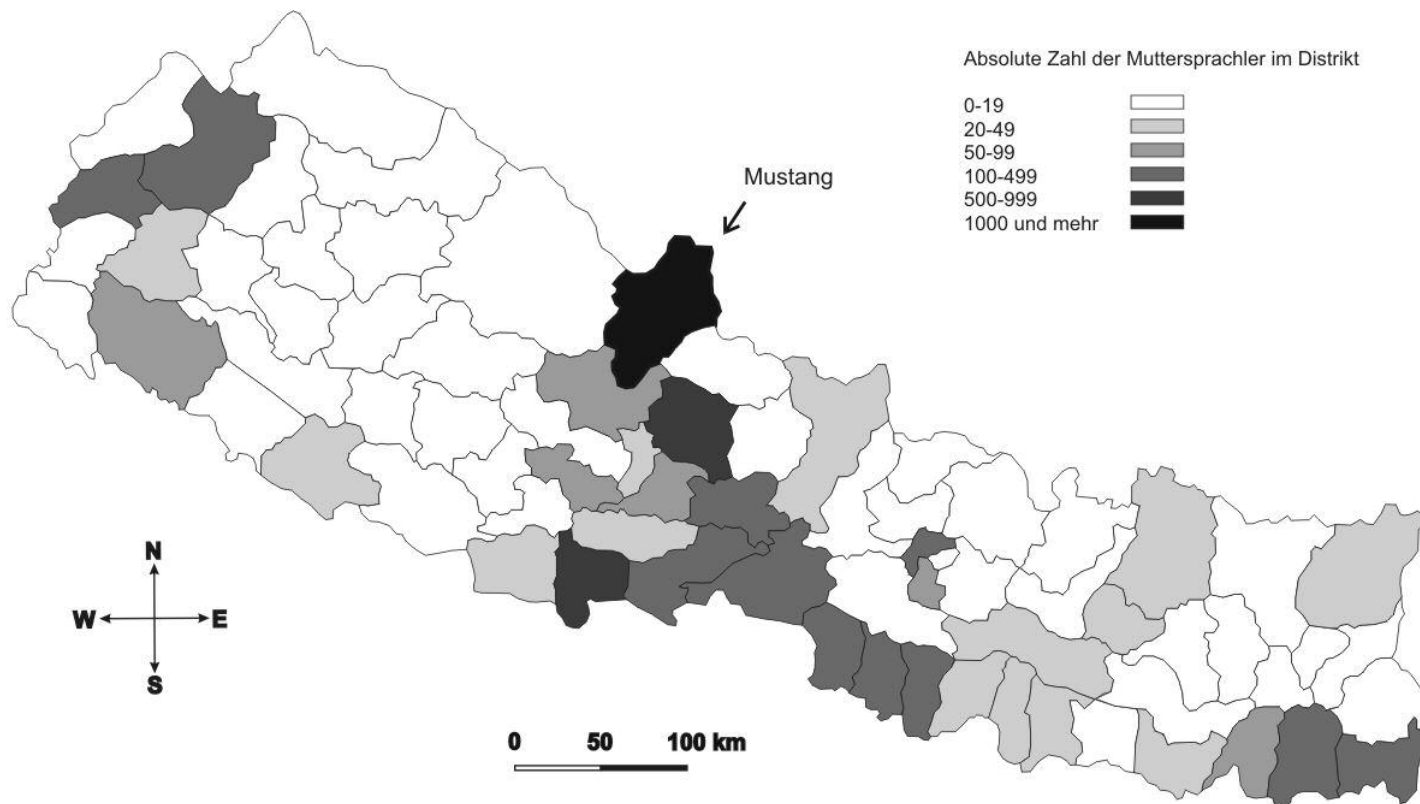 Absolute Zahl der Muttersprachler im Distrikt
0-19
20-49
50-99
100-499
500-999
1000 und mehr
Mustang
N
W E
S
0 50 100 km